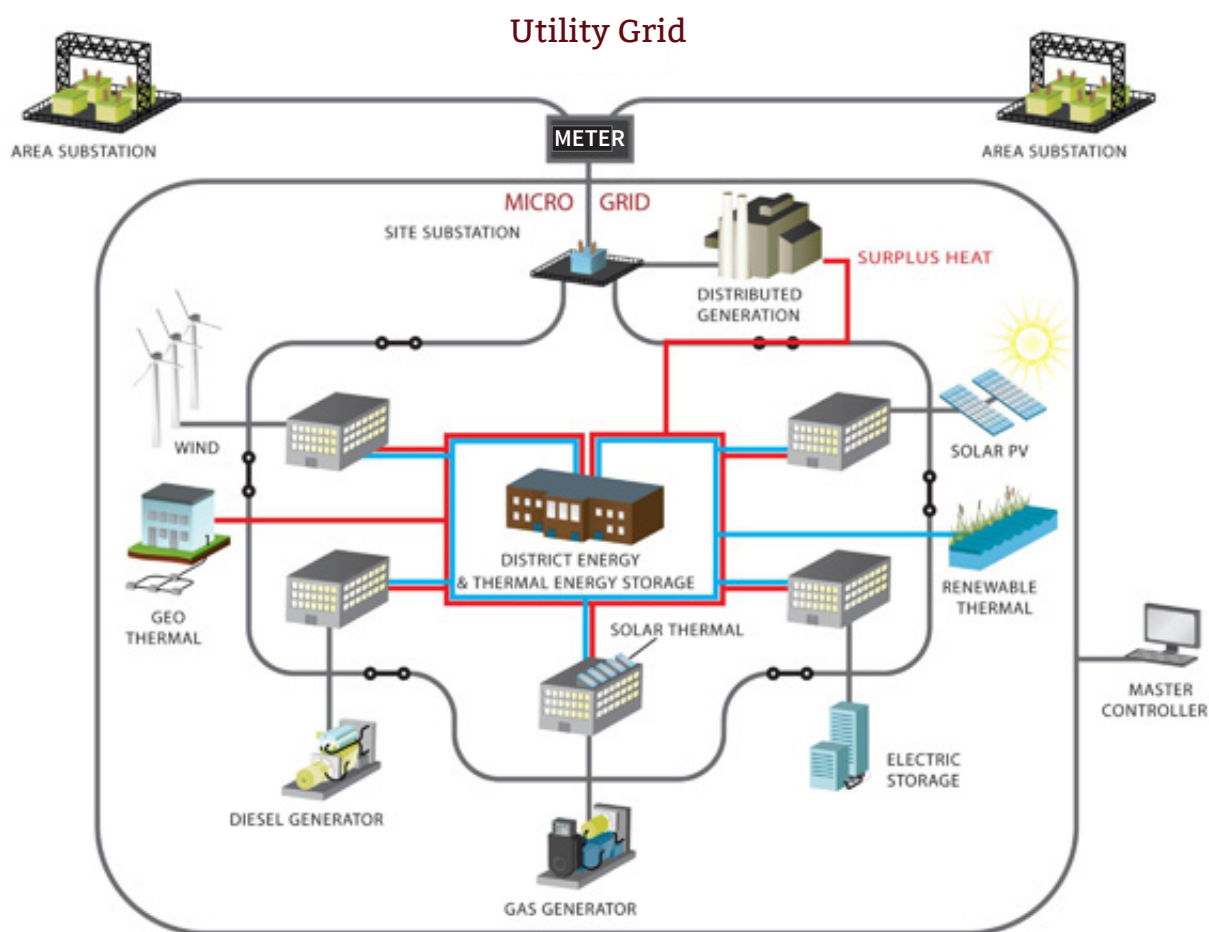 Utility Grid
AREA SUBSTATION
METER
AREA SUBSTATION
MICRO GRID
SITE SUBSTATION
SURPLUS HEAT
DISTRIBUTED
GENERATION
WIND
SOLAR PV
DISTRICT ENERGY
& THERMAL ENERGY STORAGE
GEO
THERMAL
RENEWABLE
THERMAL
SOLAR THERMAL
MASTER
CONTROLLER
ELECTRIC
STORAGE
DIESEL GENERATOR
GAS GENERATOR